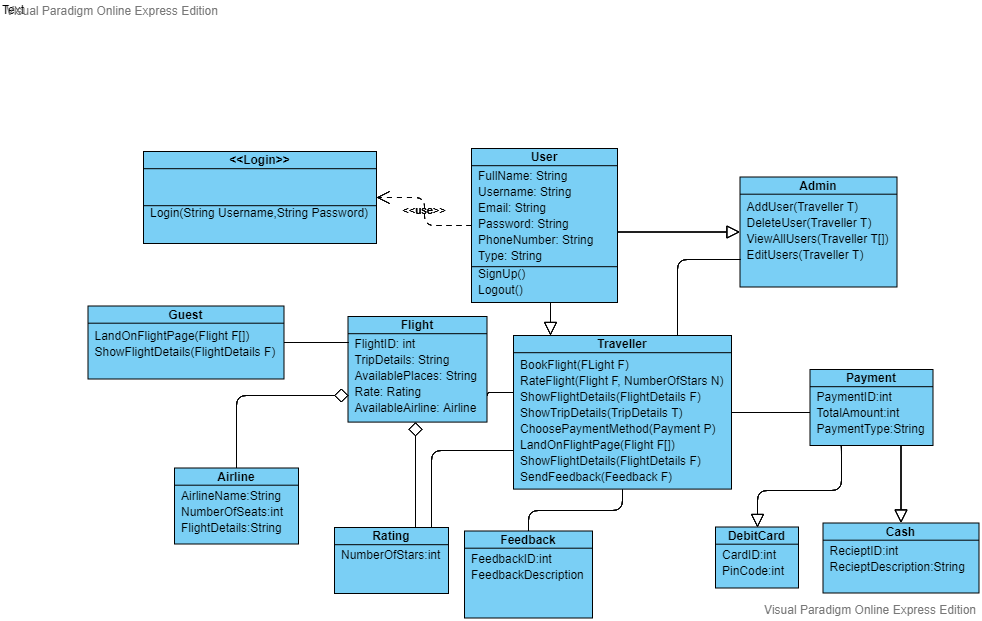 Text
Visual Paradigm Online Express Edition
<<Login>>
Login(String Username,String Password)
<<use>>
User
FullName: String
Username: String
Email: String
Password: String
PhoneNumber: String
Type: String
SignUp()
Logout()
Admin
AddUser(Traveller T)
DeleteUser(Traveller T)
ViewAllUsers(Traveller T[])
EditUsers(Traveller T)
Guest
LandOnFlightPage(Flight F[])
ShowFlightDetails(FlightDetails F)
Flight
FlightID: int
TripDetails: String
AvailablePlaces: String
Rate: Rating
AvailableAirline: Airline
Traveller
BookFlight(FLight F)
RateFlight(Flight F, NumberOfStars N)
ShowFlightDetails(FlightDetails F)
ShowTripDetails(TripDetails T)
ChoosePaymentMethod(Payment P)
LandOnFlightPage(Flight F[])
ShowFlightDetails(FlightDetails F)
SendFeedback(Feedback F)
Payment
PaymentID:int
TotalAmount:int
PaymentType:String
Airline
AirlineName:String
NumberOfSeats:int
FlightDetails:String
Rating
NumberOfStars:int
Feedback
FeedbackID:int
FeedbackDescription
DebitCard
CardID:int
PinCode:int
Cash
RecieptID:int
RecieptDescription:String
Visual Paradigm Online Express Edition